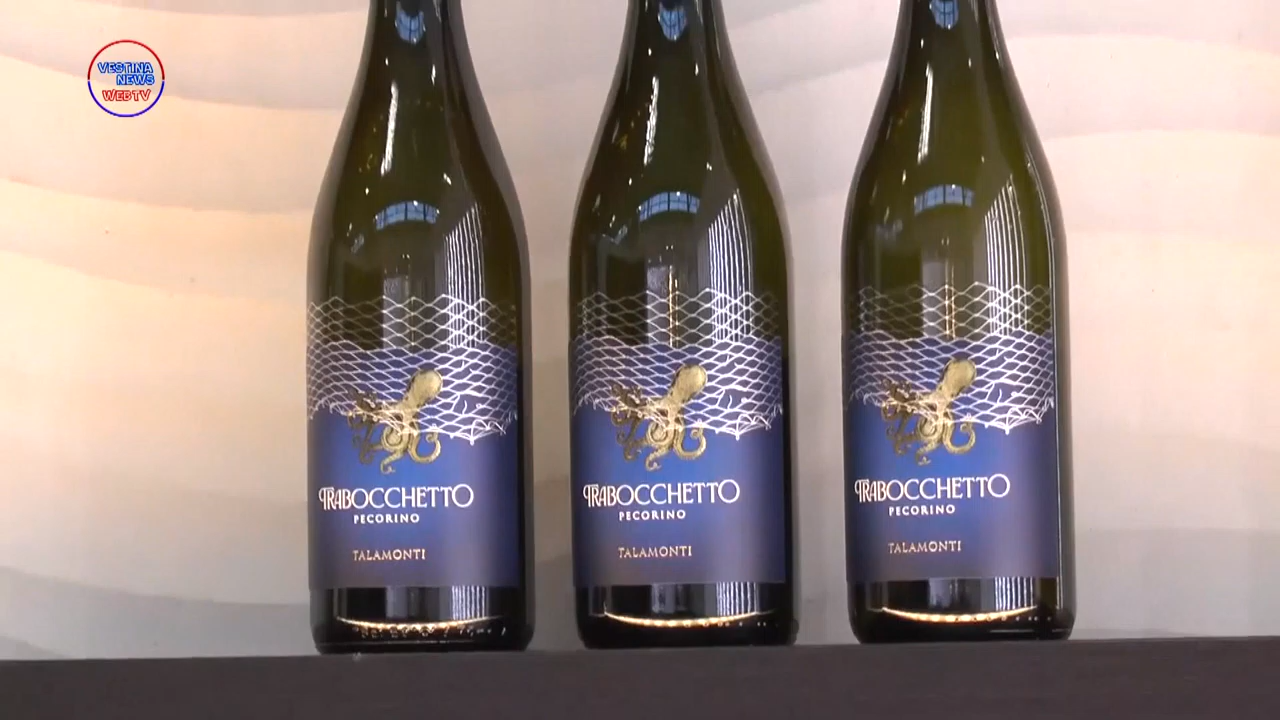 VESTINA
NEWS
WEBTV
TRABOCCHETTO
PECORINO
TALAMONTI
TRABOCCHETTO
PECORINO
TALAMONTI
TRABOCCHETTO
PECORINO
TALAMONTI